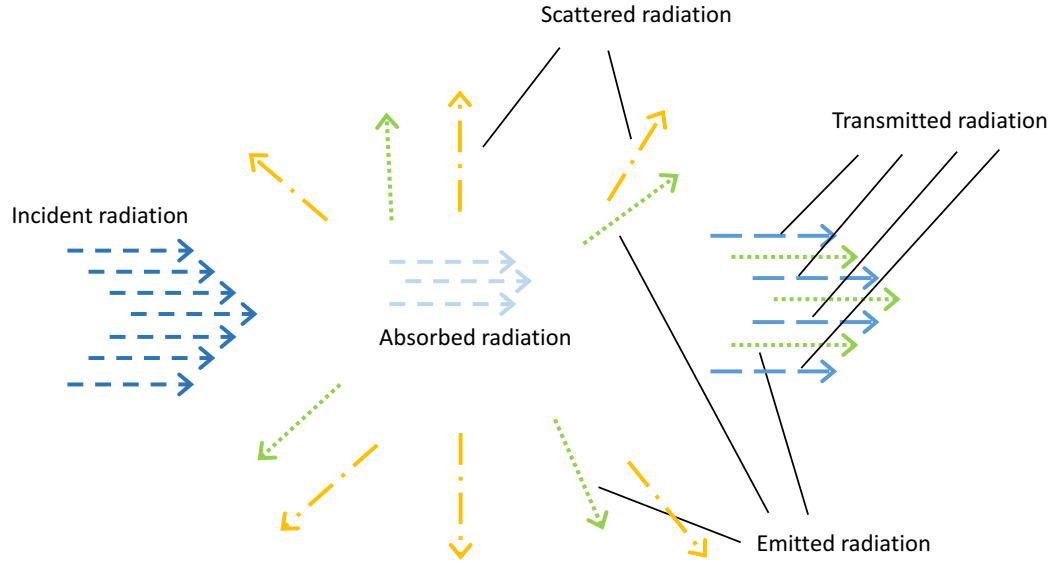 Scattered radiation
Transmitted radiation
Incident radiation
Absorbed radiation
Emitted radiation